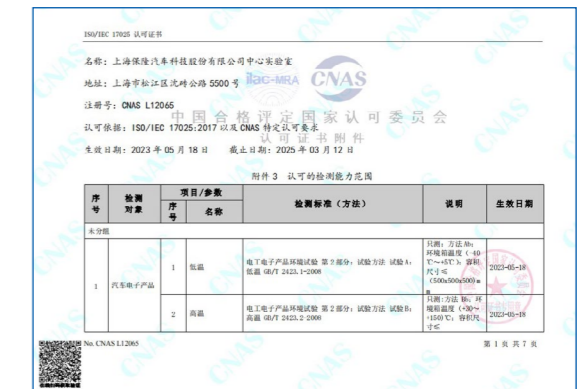 ISO/IEC 17025 认可证书
名称：上海保隆汽车科技股份有限公司中心实验室
地址：上海市松江区沈砖公路 5500 号
ilac-MRA CNAS
注册号：CNAS L12065
中国合格评定国家认可委员会
认可依据：ISO/IEC 17025:2017 以及 CNAS 特定认可要求
认可证书附件
生效日期：2023 年 05 月 18 日 截止日期：2025 年 03 月 12 日
附件 3 认可的检测能力范围
序号 检测对象 项目/参数 检测标准（方法） 说明 生效日期
序号 名称
未分组
1 汽车电子产品
1 低温 电工电子产品环境试验 第 2 部分：试验方法 试验 A：低温 GB/T 2423.1-2008 只测：方法 Ab；环境箱温度（-40℃~+5℃）；容积尺寸≤(500x500x500)mm 2023-05-18
2 高温 电工电子产品环境试验 第 2 部分：试验方法 试验 B：高温 GB/T 2423.2-2008 只测：方法 Bb，环境箱温度（+30~+150）℃；容积尺寸≤ 2023-05-18
No. CNAS L12065
第 1 页 共 7 页